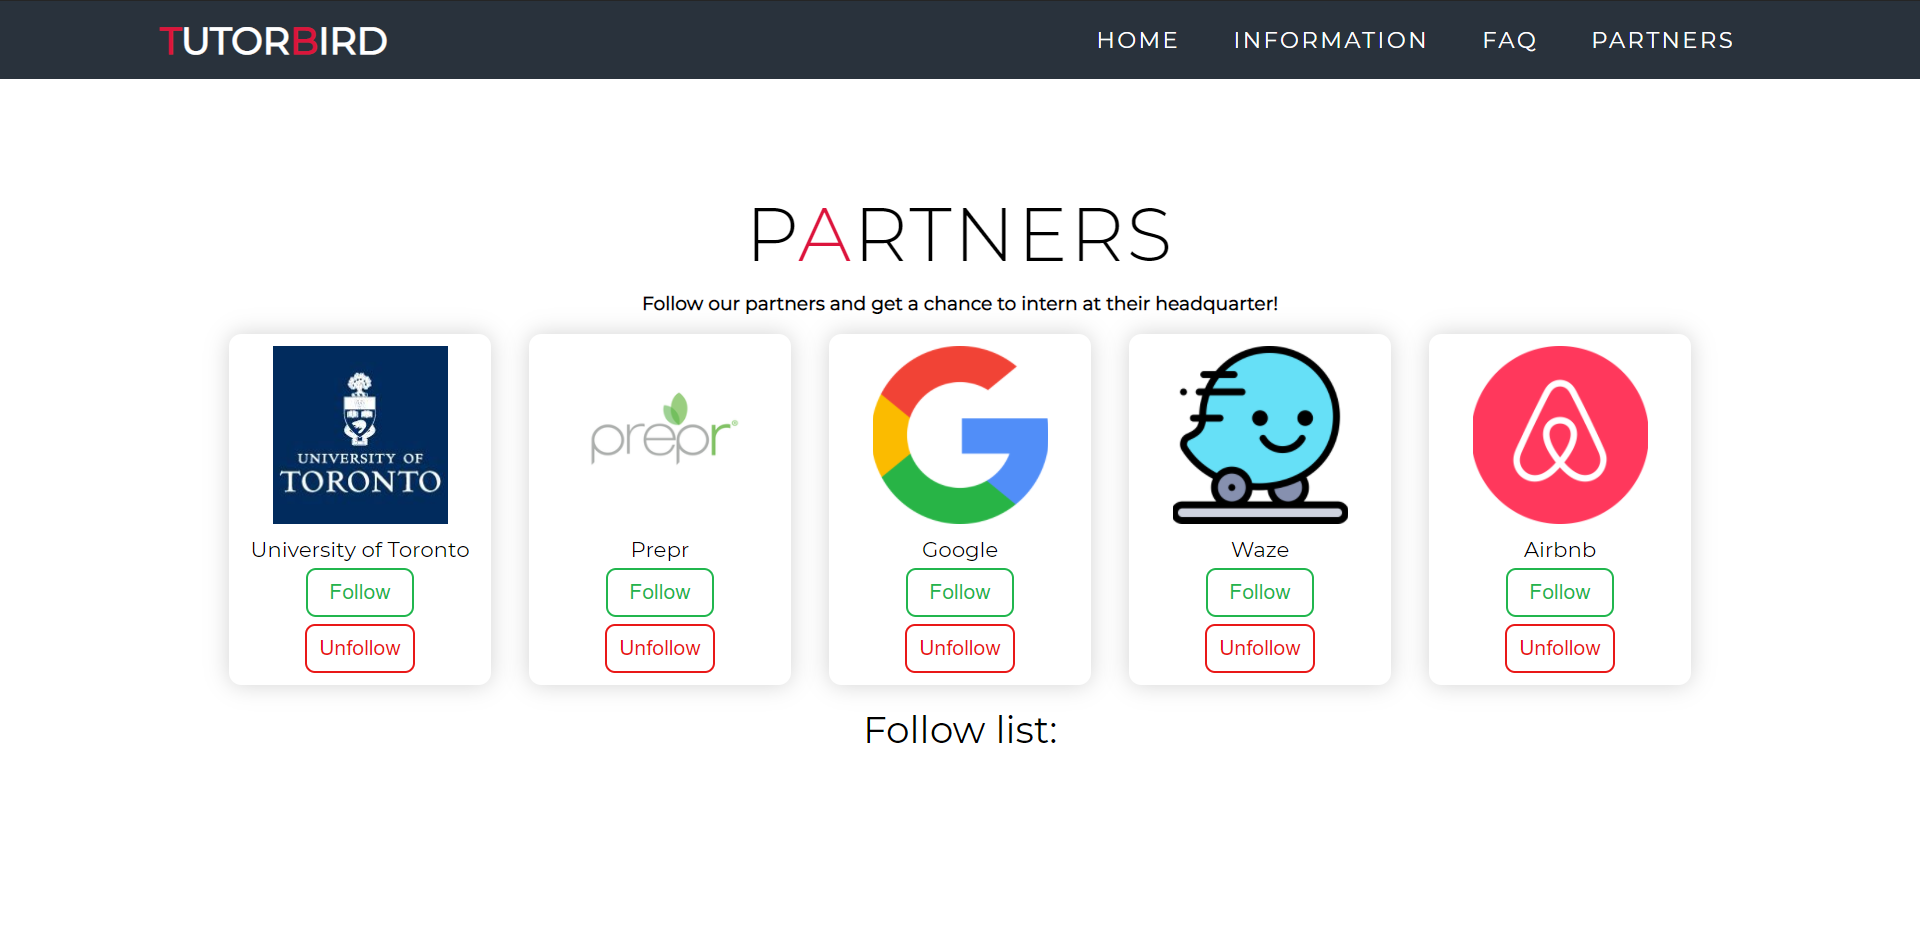 TUTORBIRD
HOME INFORMATION FAQ PARTNERS
PARTNERS
Follow our partners and get a chance to intern at their headquarter!
UNIVERSITY OF
TORONTO
University of Toronto
Follow
Unfollow
prepr®
Prepr
Follow
Unfollow
Google
Follow
Unfollow
Waze
Follow
Unfollow
Airbnb
Follow
Unfollow
Follow list: